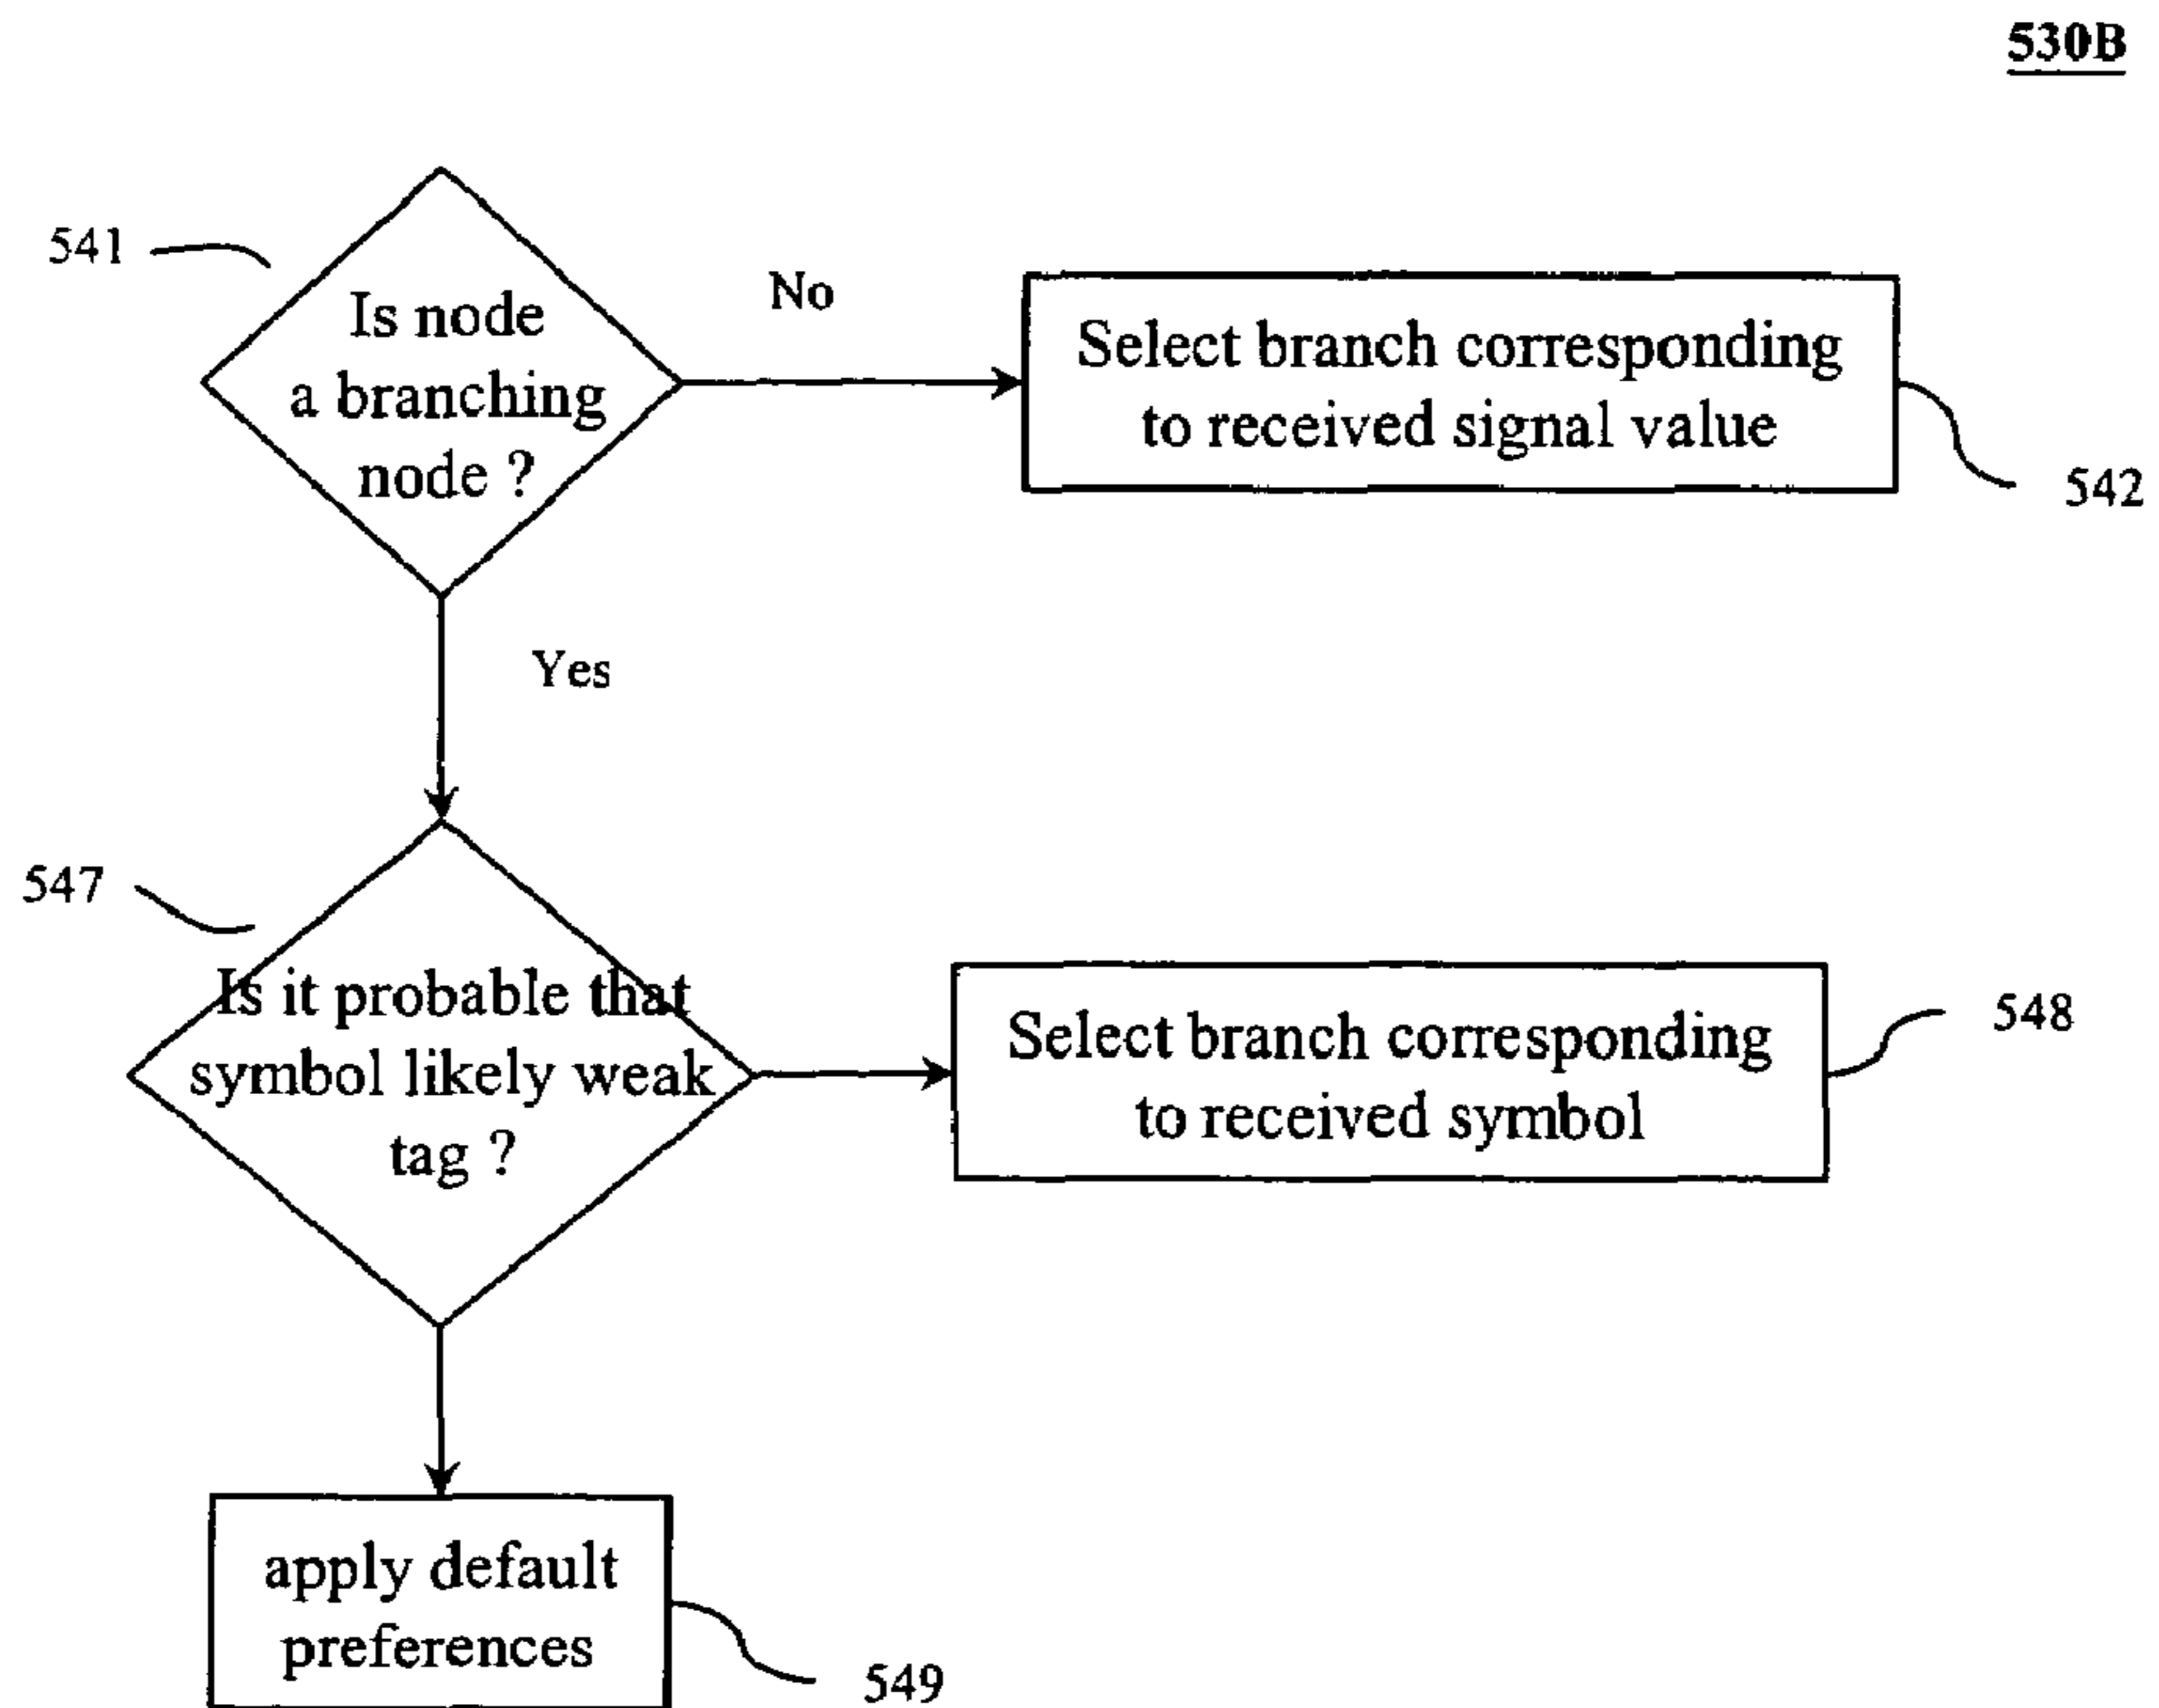 530B
541
Is node
a branching
node ?
No
Select branch corresponding
to received signal value
542
Yes
547
Is it probable that
symbol likely weak
tag ?
Select branch corresponding
to received symbol
548
apply default
preferences
549